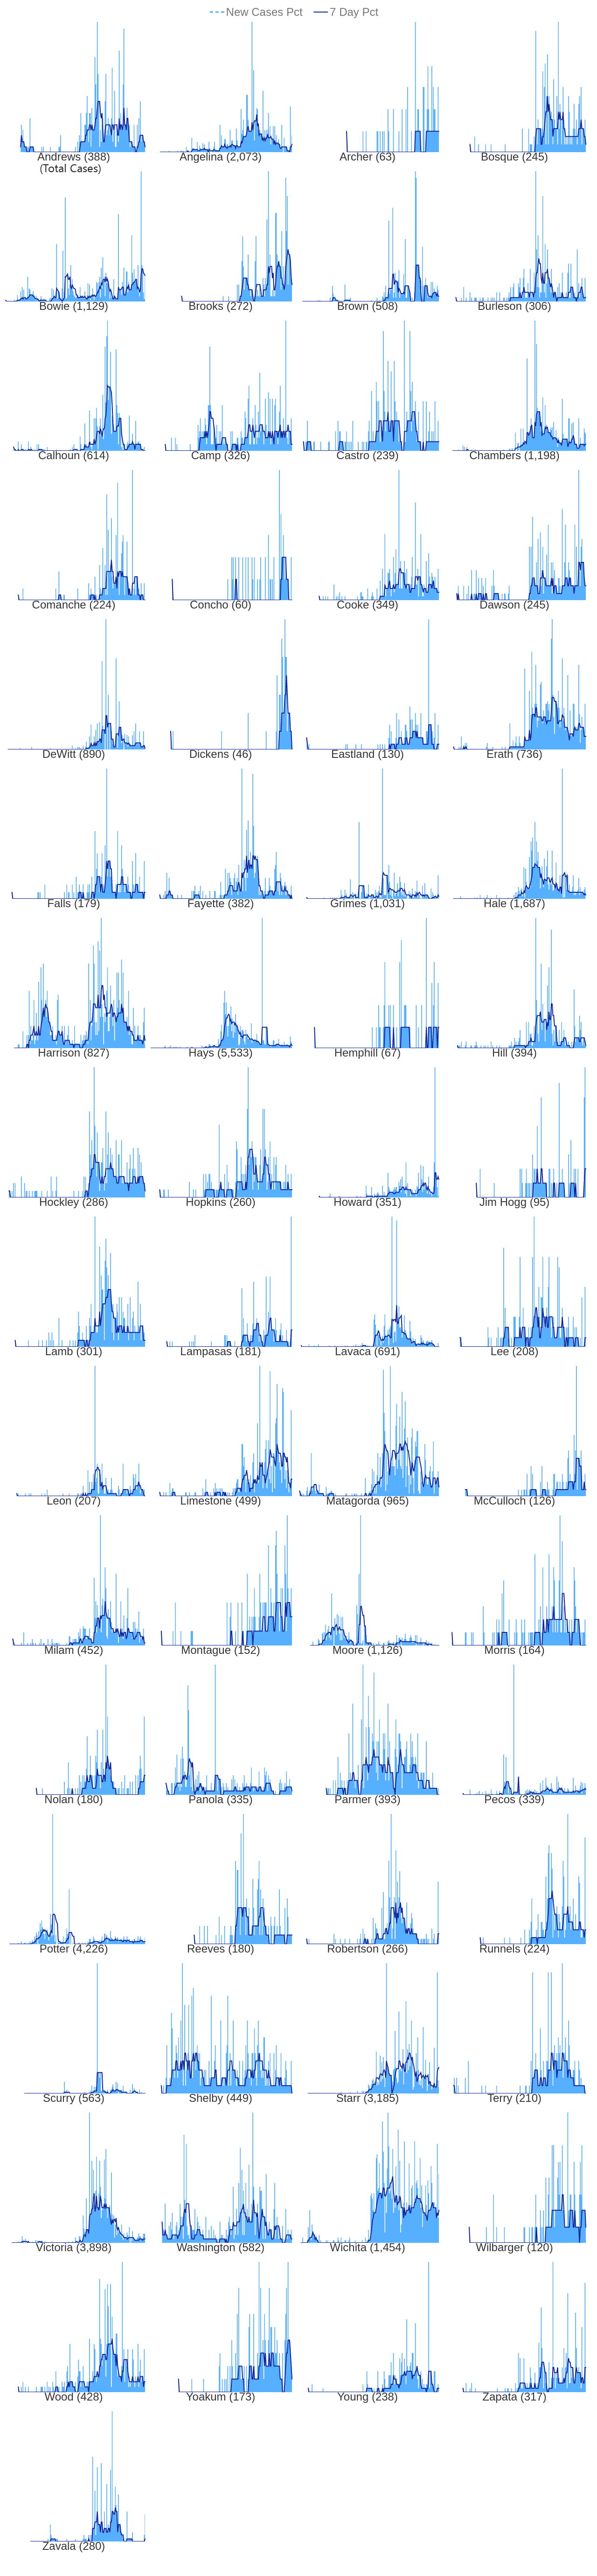 New Cases Pct 7 Day Pct
Andrews (388) Angelina (2,073) Archer (63) Bosque (245)
(Total Cases)
Bowie (1,129) Brooks (272) Brown (508) Burleson (306)
Calhoun (614) Camp (326) Castro (239) Chambers (1,198)
Comanche (224) Concho (60) Cooke (349) Dawson (245)
DeWitt (890) Dickens (46) Eastland (130) Erath (736)
Falls (179) Fayette (382) Grimes (1,031) Hale (1,687)
Harrison (827) Hays (5,533) Hemphill (67) Hill (394)
Hockley (286) Hopkins (260) Howard (351) Jim Hogg (95)
Lamb (301) Lampasas (181) Lavaca (691) Lee (208)
Leon (207) Limestone (499) Matagorda (965) McCulloch (126)
Milam (452) Montague (152) Moore (1,126) Morris (164)
Nolan (180) Panola (335) Parmer (393) Pecos (339)
Potter (4,226) Reeves (180) Robertson (266) Runnels (224)
Scurry (563) Shelby (449) Starr (3,185) Terry (210)
Victoria (3,898) Washington (582) Wichita (1,454) Wilbarger (120)
Wood (428) Yoakum (173) Young (238) Zapata (317)
Zavala (280)